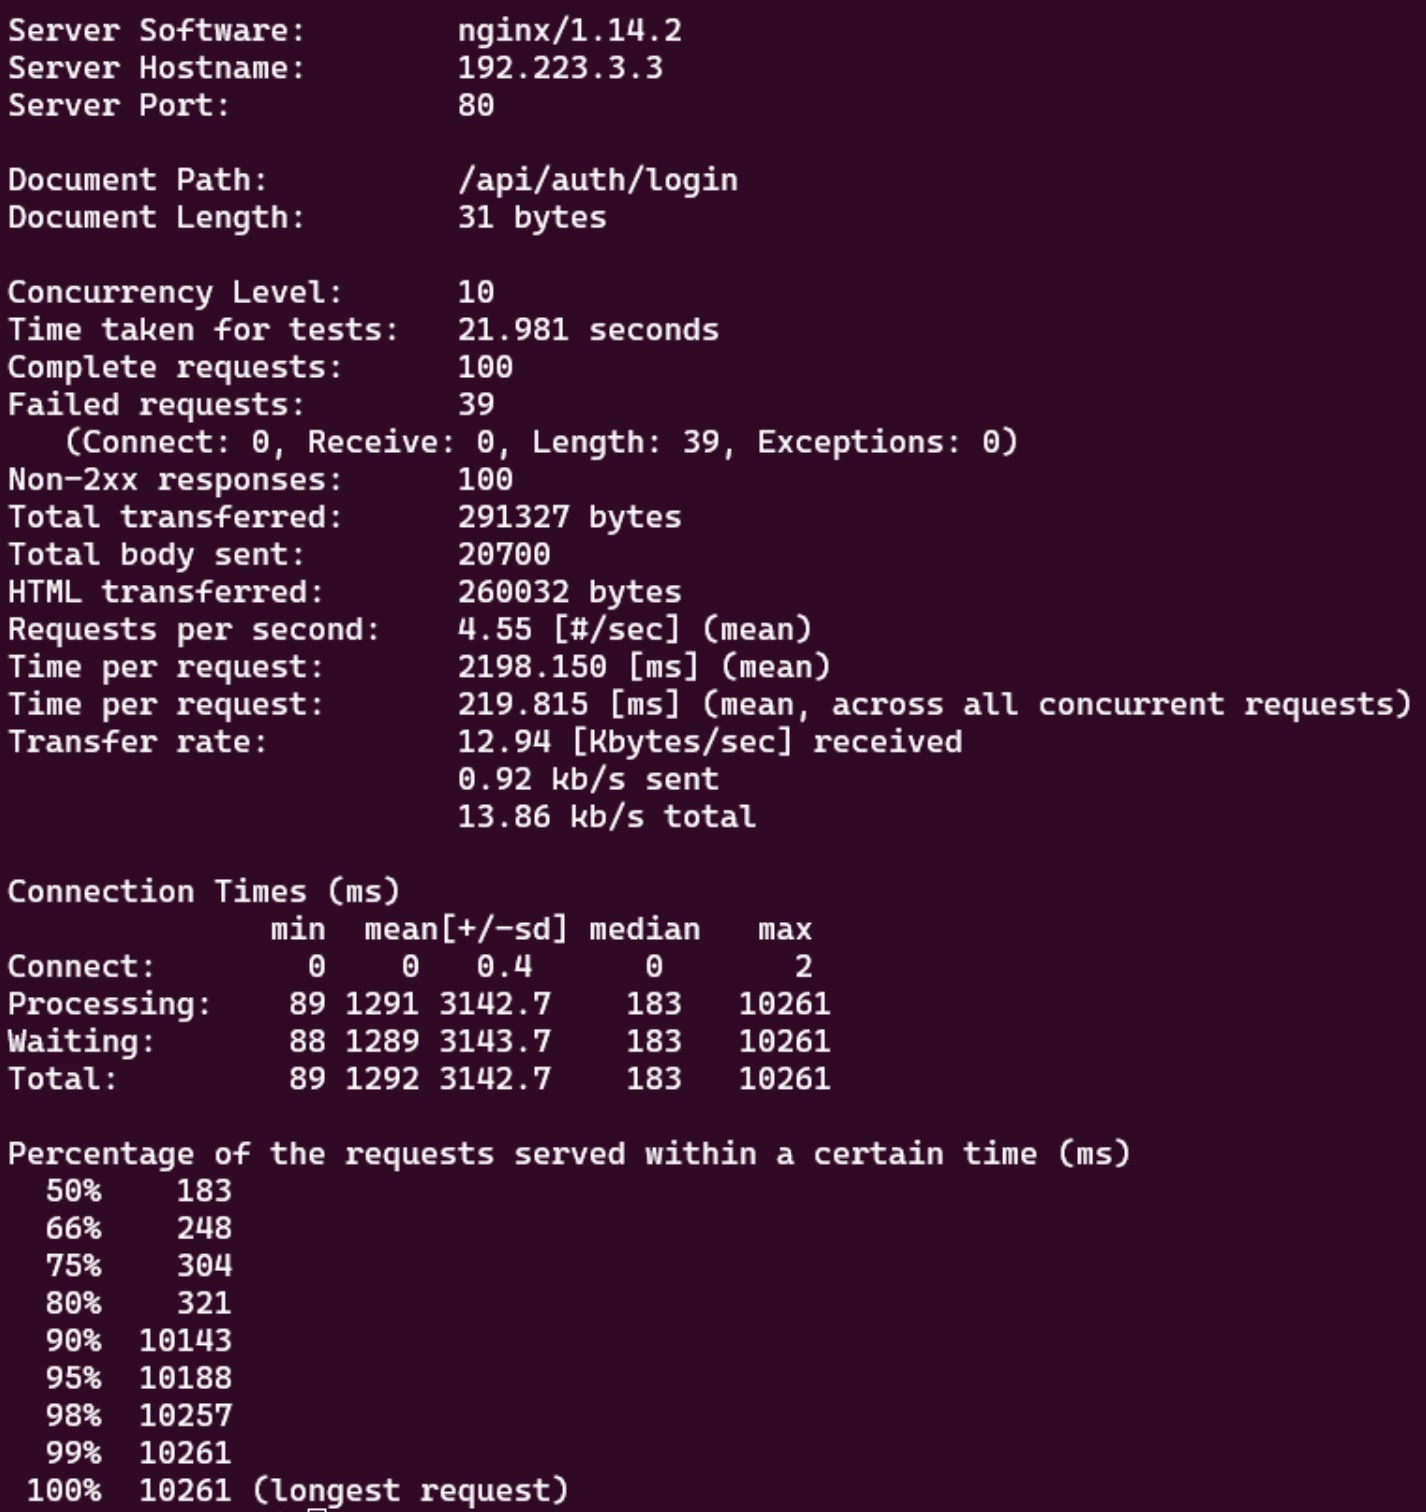 Server Software:        nginx/1.14.2
Server Hostname:        192.223.3.3
Server Port:            80

Document Path:          /api/auth/login
Document Length:        31 bytes

Concurrency Level:      10
Time taken for tests:   21.981 seconds
Complete requests:      100
Failed requests:        39
   (Connect: 0, Receive: 0, Length: 39, Exceptions: 0)
Non-2xx responses:      100
Total transferred:      291327 bytes
Total body sent:        20700
HTML transferred:       260032 bytes
Requests per second:    4.55 [#/sec] (mean)
Time per request:       2198.150 [ms] (mean)
Time per request:       219.815 [ms] (mean, across all concurrent requests)
Transfer rate:          12.94 [Kbytes/sec] received
                        0.92 kb/s sent
                        13.86 kb/s total

Connection Times (ms)
              min  mean[+/-sd] median   max
Connect:        0    0   0.4      0       2
Processing:    89 1291 3142.7    183   10261
Waiting:       88 1289 3143.7    183   10261
Total:         89 1292 3142.7    183   10261

Percentage of the requests served within a certain time (ms)
  50%    183
  66%    248
  75%    304
  80%    321
  90%  10143
  95%  10188
  98%  10257
  99%  10261
 100%  10261 (longest request)